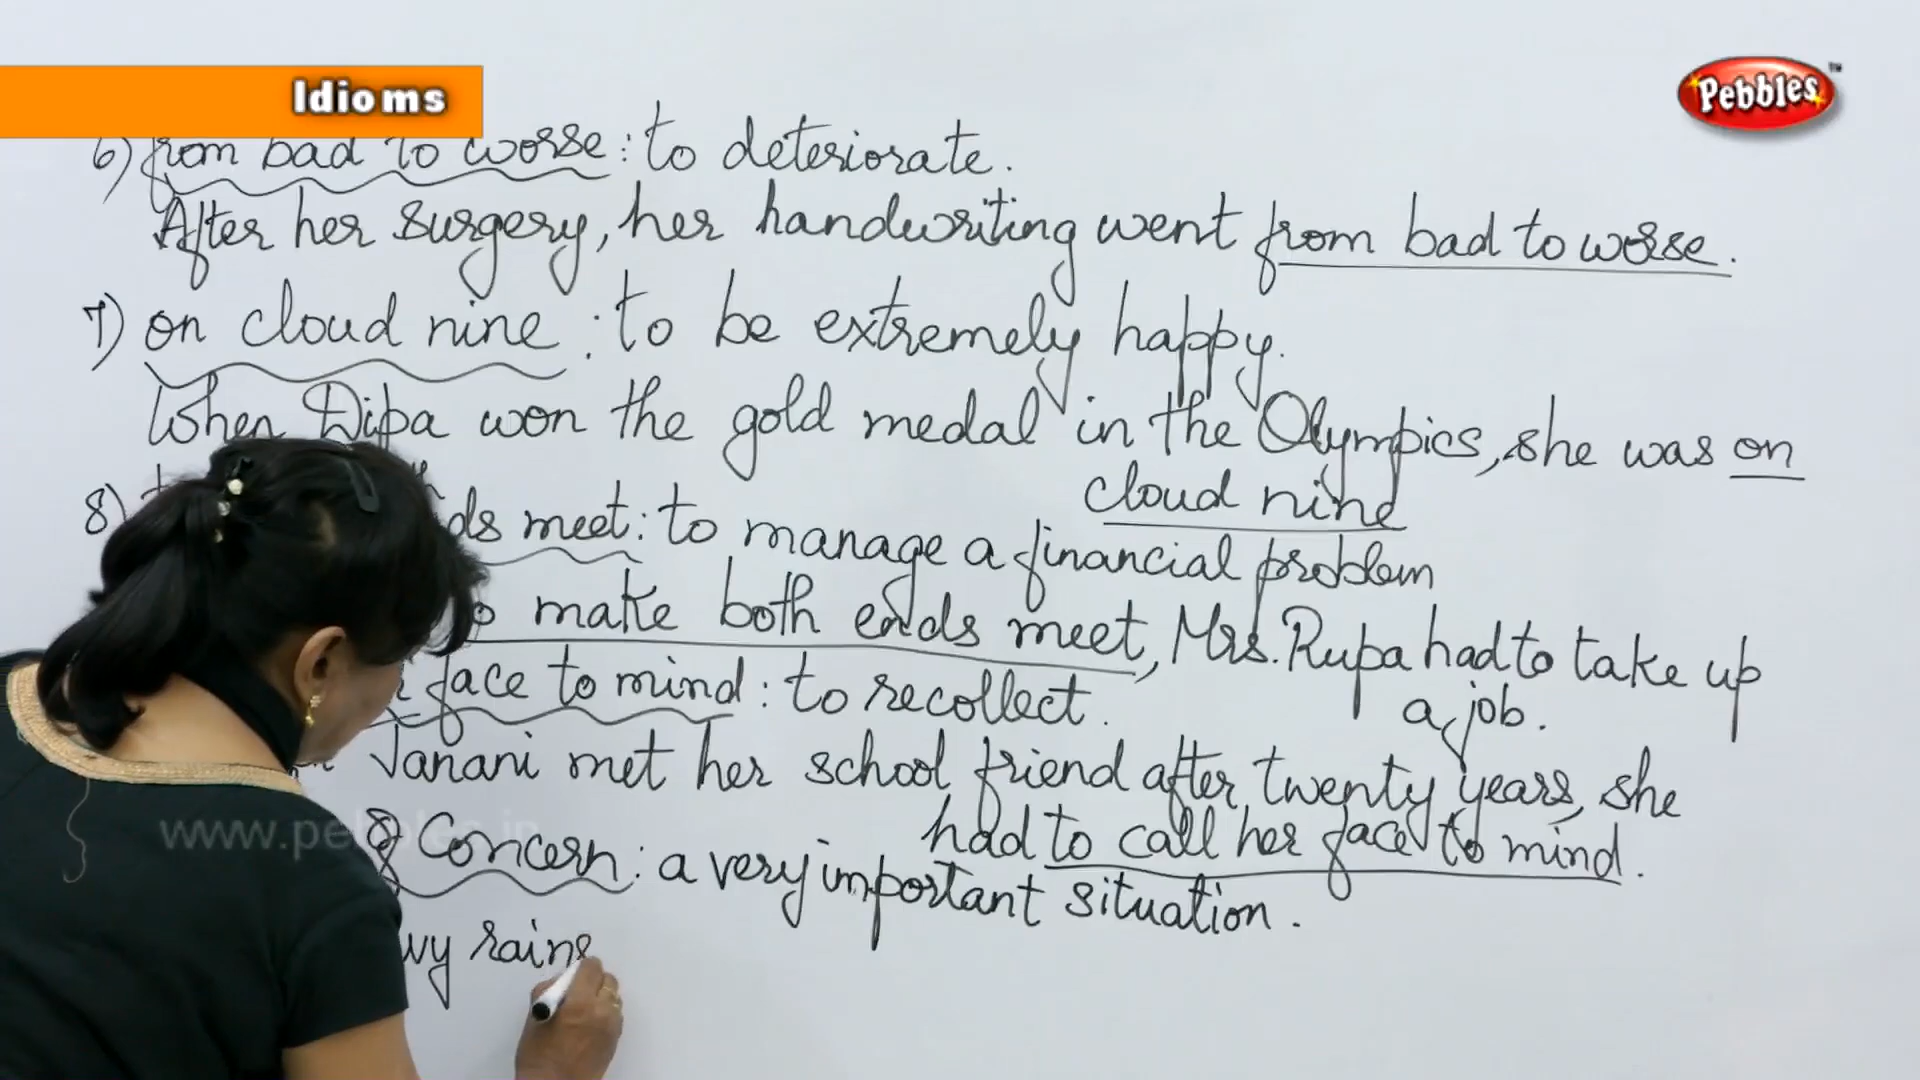 Idioms
Pebbles™
6) from bad to worse : to deteriorate.
After her surgery, her handwriting went from bad to worse.
7) on cloud nine : to be extremely happy.
When Dipa won the gold medal in the Olympics, she was on
cloud nine
8) meet : to manage a financial problem
make both ends meet, Mrs. Rupa had to take up
a job.
face to mind : to recollect.
Janani met her school friend after twenty years, she
had to call her face to mind.
Concern : a very important situation.
rains
www.pebbles.in